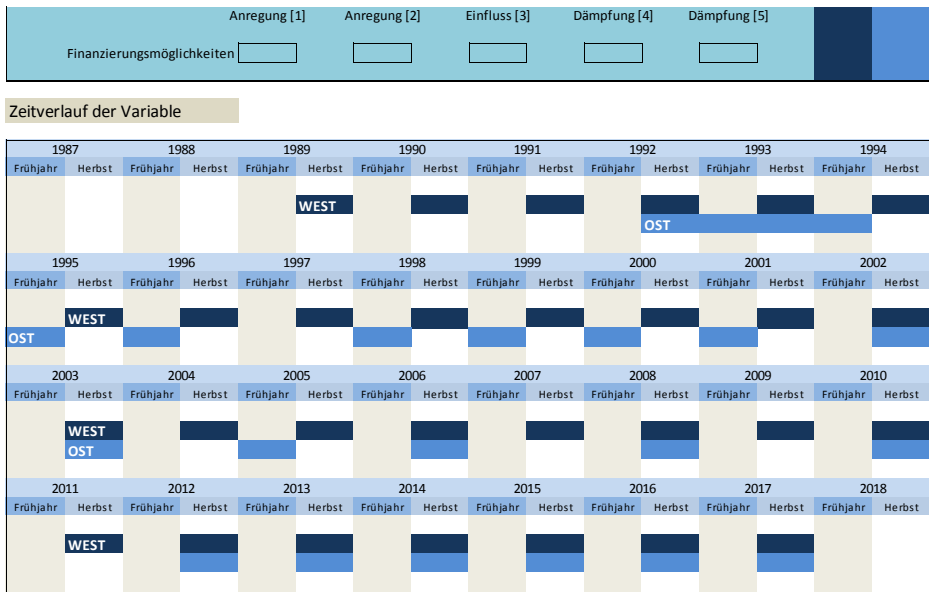 Anregung [1] Anregung [2] Einfluss [3] Dämpfung [4] Dämpfung [5]
Finanzierungsmöglichkeiten
Zeitverlauf der Variable
1987 1988 1989 1990 1991 1992 1993 1994
Frühjahr Herbst Frühjahr Herbst Frühjahr Herbst Frühjahr Herbst Frühjahr Herbst Frühjahr Herbst Frühjahr Herbst Frühjahr Herbst
WEST
OST
1995 1996 1997 1998 1999 2000 2001 2002
Frühjahr Herbst Frühjahr Herbst Frühjahr Herbst Frühjahr Herbst Frühjahr Herbst Frühjahr Herbst Frühjahr Herbst Frühjahr Herbst
WEST
OST
2003 2004 2005 2006 2007 2008 2009 2010
Frühjahr Herbst Frühjahr Herbst Frühjahr Herbst Frühjahr Herbst Frühjahr Herbst Frühjahr Herbst Frühjahr Herbst Frühjahr Herbst
WEST
OST
2011 2012 2013 2014 2015 2016 2017 2018
Frühjahr Herbst Frühjahr Herbst Frühjahr Herbst Frühjahr Herbst Frühjahr Herbst Frühjahr Herbst Frühjahr Herbst Frühjahr Herbst
WEST